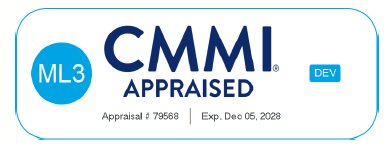 ML3
CMMI®
APPRAISED
DEV
Appraisal # 79568 | Exp. Dec 05, 2028